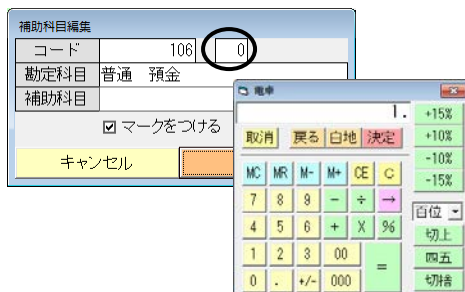 補助科目編集
コード 106 0
勘定科目 普通 預金
補助科目
マークをつける
キャンセル
電卓
1.
取消 戻る 白地 決定
MC MR M- M+ CE C
7 8 9 - ÷ →
4 5 6 + X %
1 2 3 00 =
0 . +/- 000
+15%
+10%
-10%
-15%
百位
切上
四五
切捨